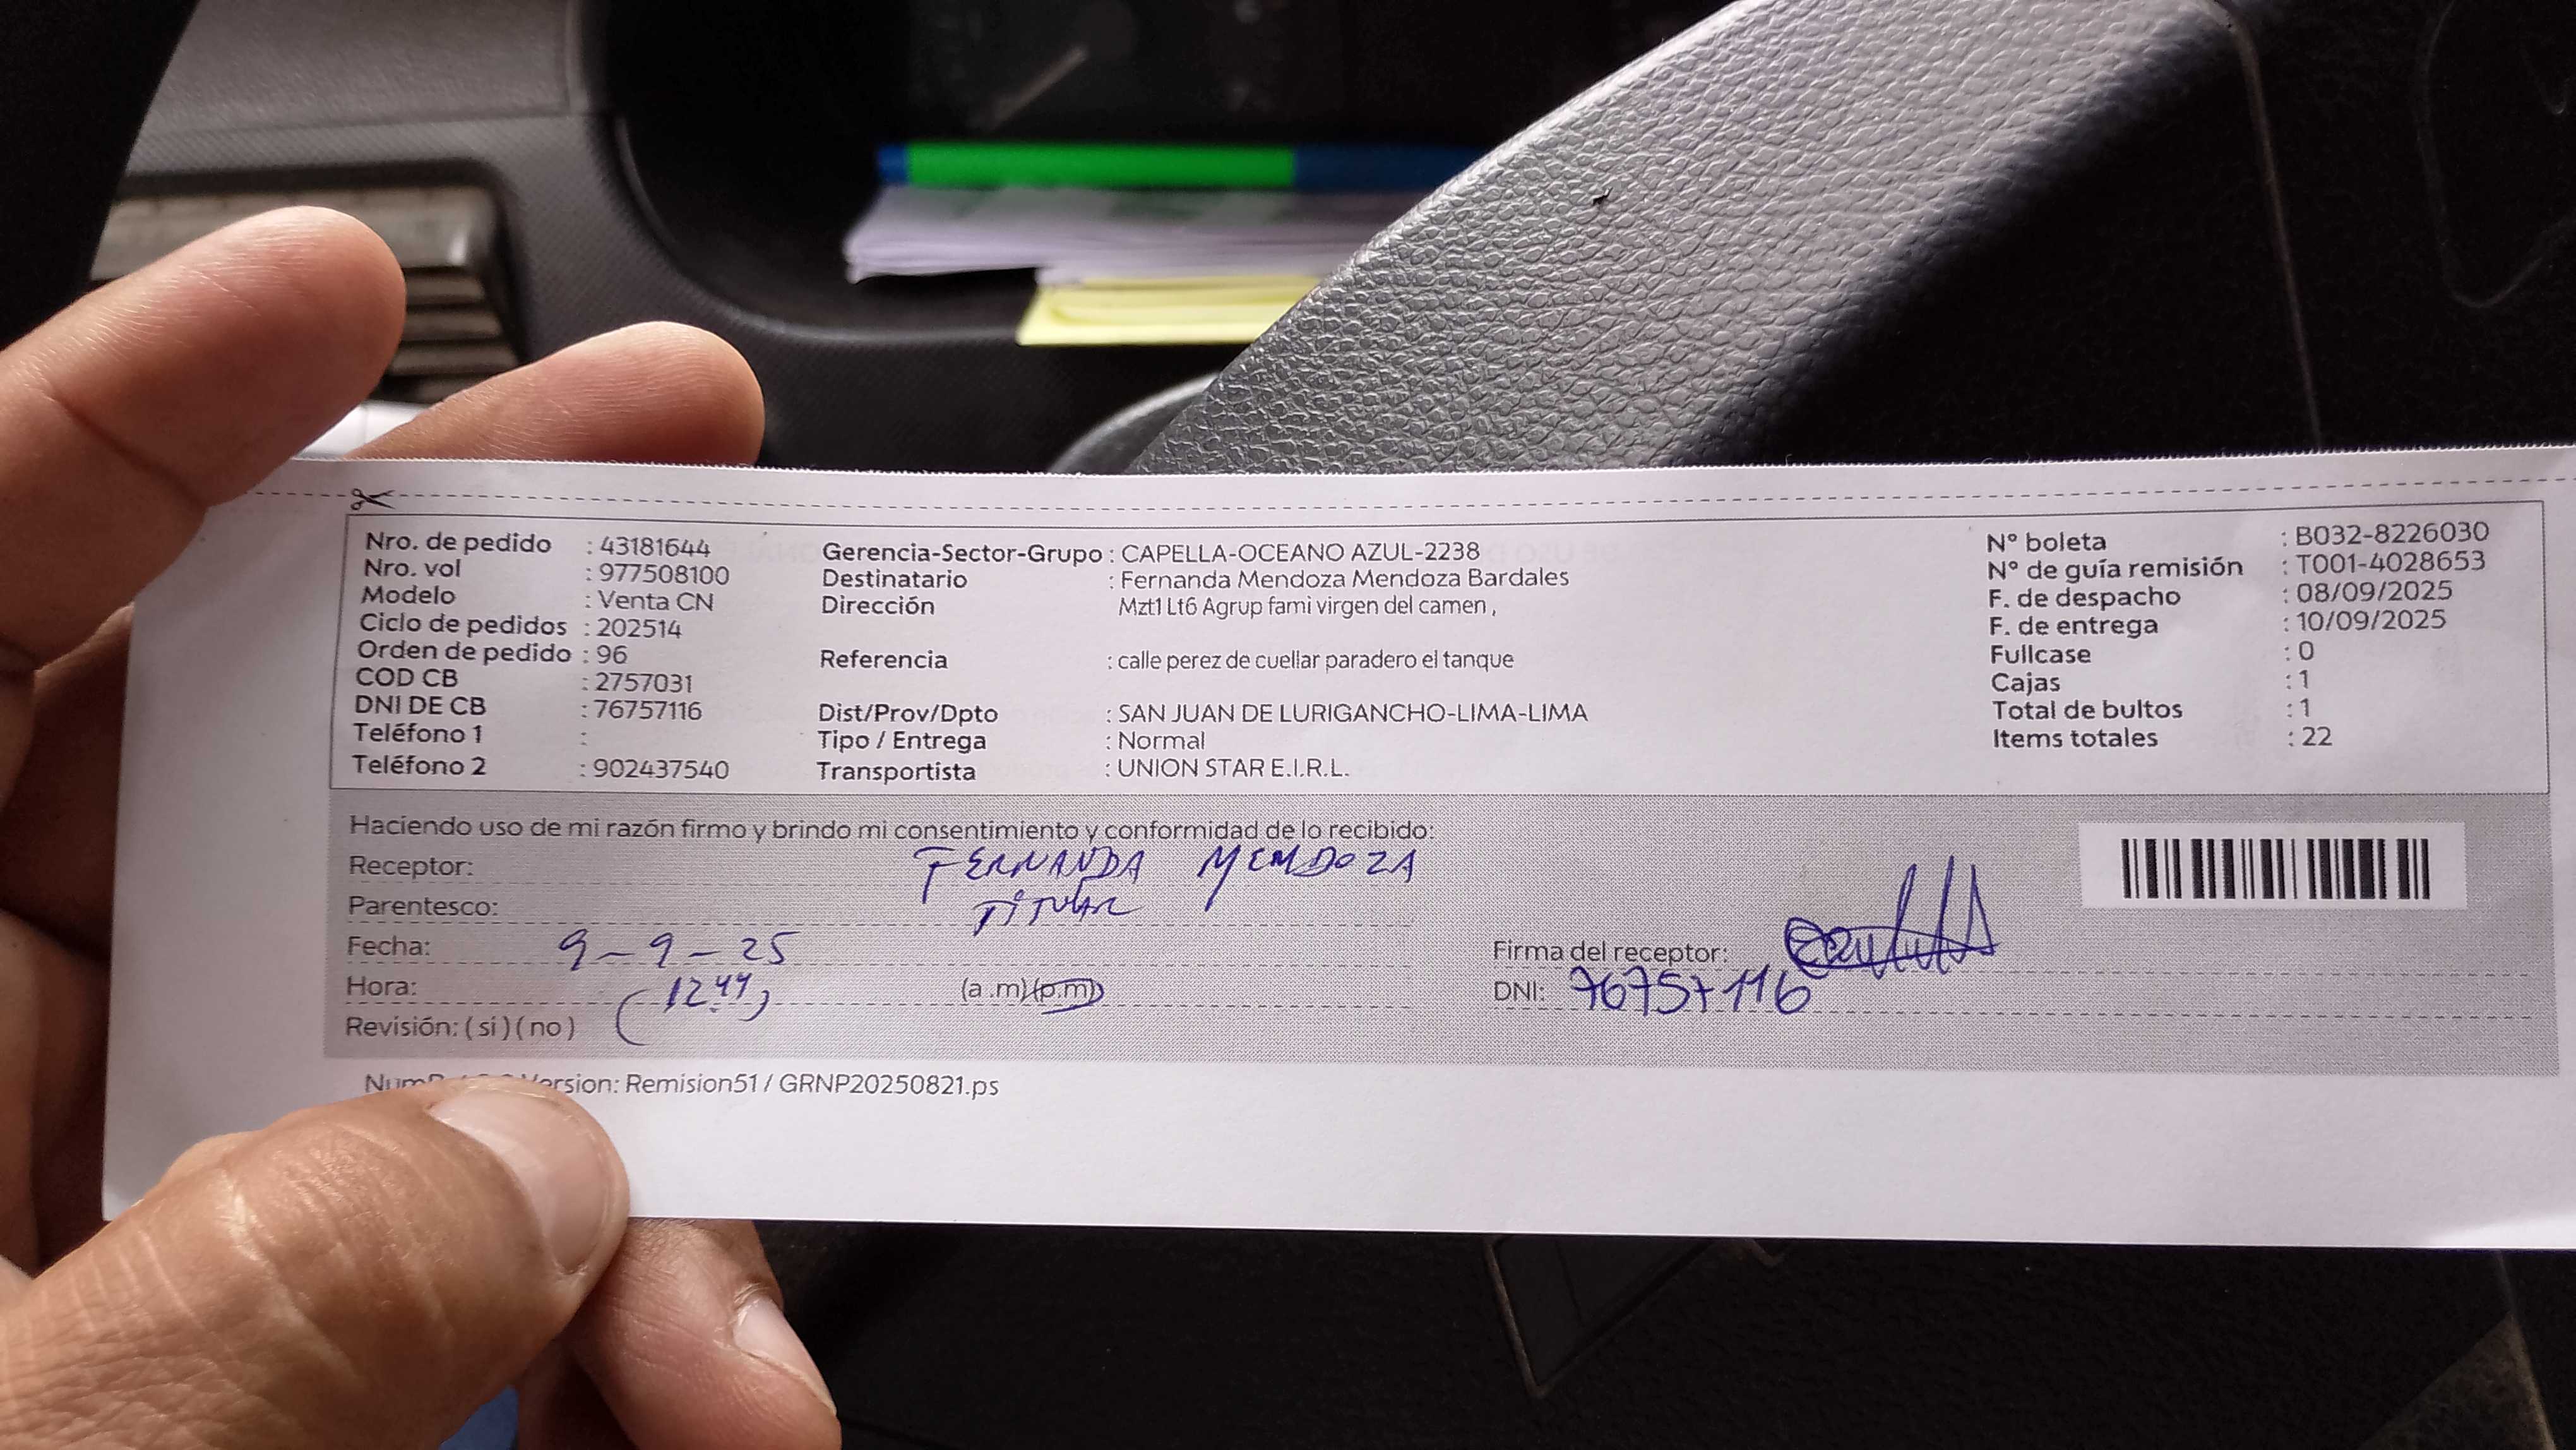 Nro. de pedido : 43181644
Nro. vol : 977508100
Modelo : Venta CN
Ciclo de pedidos : 202514
Orden de pedido : 96
COD CB : 2757031
DNI DE CB : 76757116
Teléfono 1 :
Teléfono 2 : 902437540
Gerencia-Sector-Grupo : CAPELLA-OCEANO AZUL-2238
Destinatario : Fernanda Mendoza Mendoza Bardales
Dirección Mzt1 Lt6 Agrup fami virgen del camen ,
Referencia : calle perez de cuellar paradero el tanque
Dist/Prov/Dpto : SAN JUAN DE LURIGANCHO-LIMA-LIMA
Tipo / Entrega : Normal
Transportista : UNION STAR E.I.R.L.
N° boleta : B032-8226030
N° de guía remisión : T001-4028653
F. de despacho : 08/09/2025
F. de entrega : 10/09/2025
Fullcase : 0
Cajas : 1
Total de bultos : 1
Items totales : 22
Haciendo uso de mi razón firmo y brindo mi consentimiento y conformidad de lo recibido:
Receptor: FERNANDA MENDOZA
Parentesco: TITULAR
Fecha: 9-9-25
Hora: (12:44) (a.m)(p.m)
Revisión: (si)(no)
Firma del receptor:
DNI: 76757116
Version: Remision51 / GRNP20250821.ps